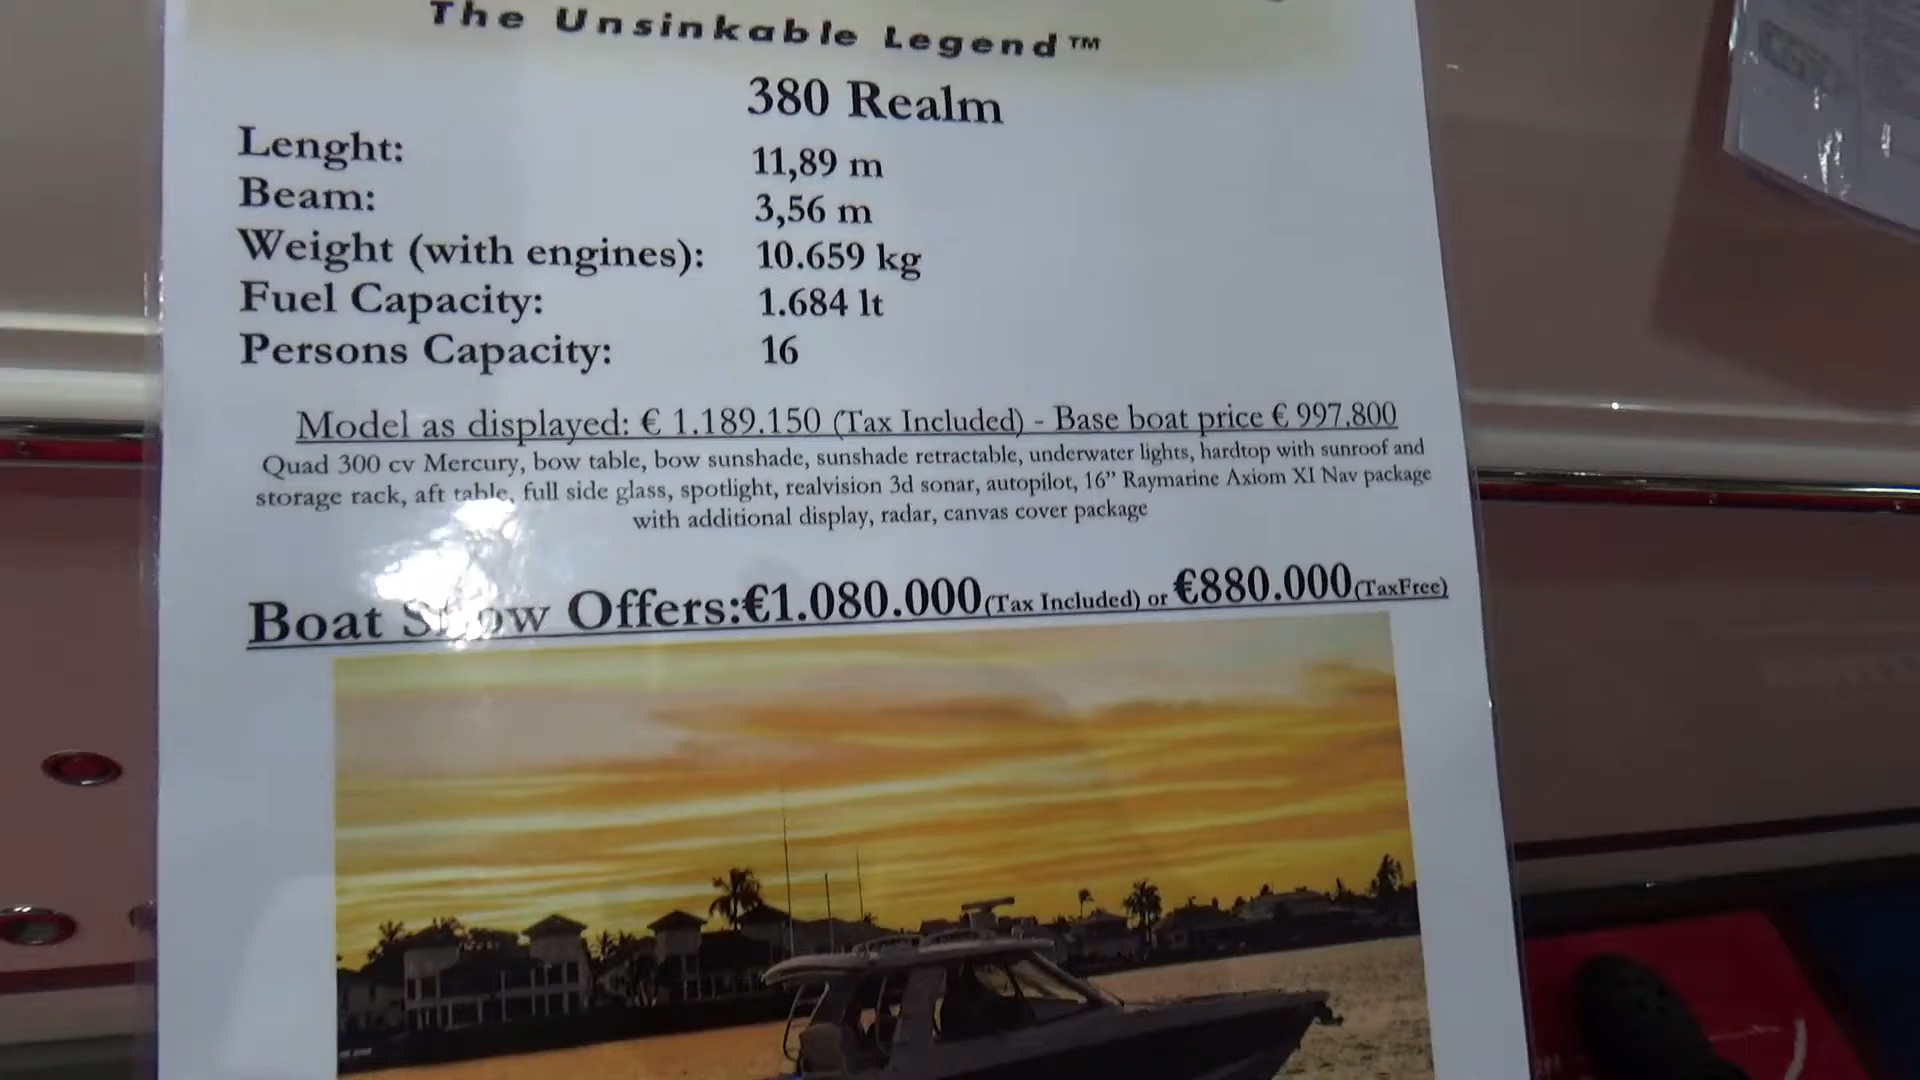 The Unsinkable Legend™
380 Realm
Lenght: 11,89 m
Beam: 3,56 m
Weight (with engines): 10.659 kg
Fuel Capacity: 1.684 lt
Persons Capacity: 16
Model as displayed: € 1.189.150 (Tax Included) - Base boat price € 997.800
Quad 300 cv Mercury, bow table, bow sunshade, sunshade retractable, underwater lights, hardtop with sunroof and
storage rack, aft table, full side glass, spotlight, realvision 3d sonar, autopilot, 16” Raymarine Axiom XI Nav package
with additional display, radar, canvas cover package
Boat Show Offers:€1.080.000(Tax Included) or €880.000(TaxFree)